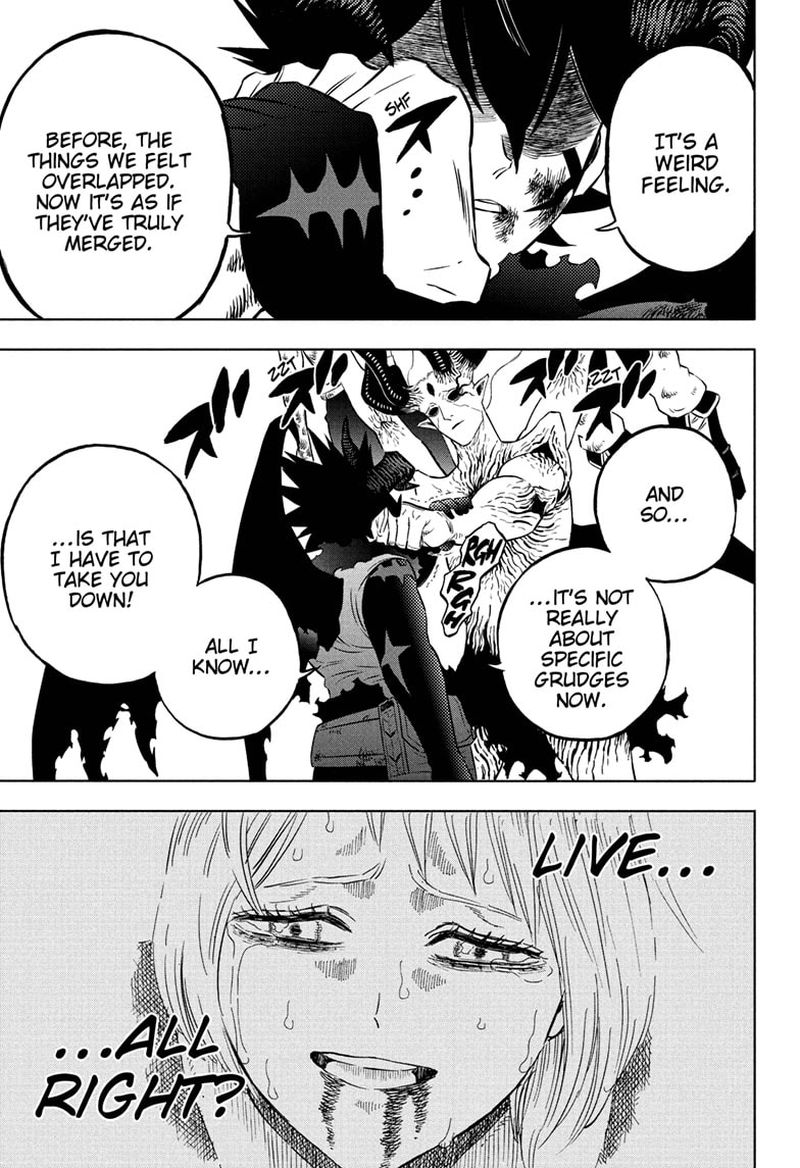 IT'S A
WEIRD
FEELING.
SHF
BEFORE, THE
THINGS WE FELT
OVERLAPPED.
NOW IT'S AS IF
THEY'VE TRULY
MERGED.
ZZT
ZZT
ZZT
AND
SO...
...IT'S NOT
REALLY
ABOUT
SPECIFIC
GRUDGES
NOW.
RGH
RGH
ALL I
KNOW...
...IS THAT
I HAVE TO
TAKE YOU
DOWN!
LIVE...
...ALL
RIGHT?